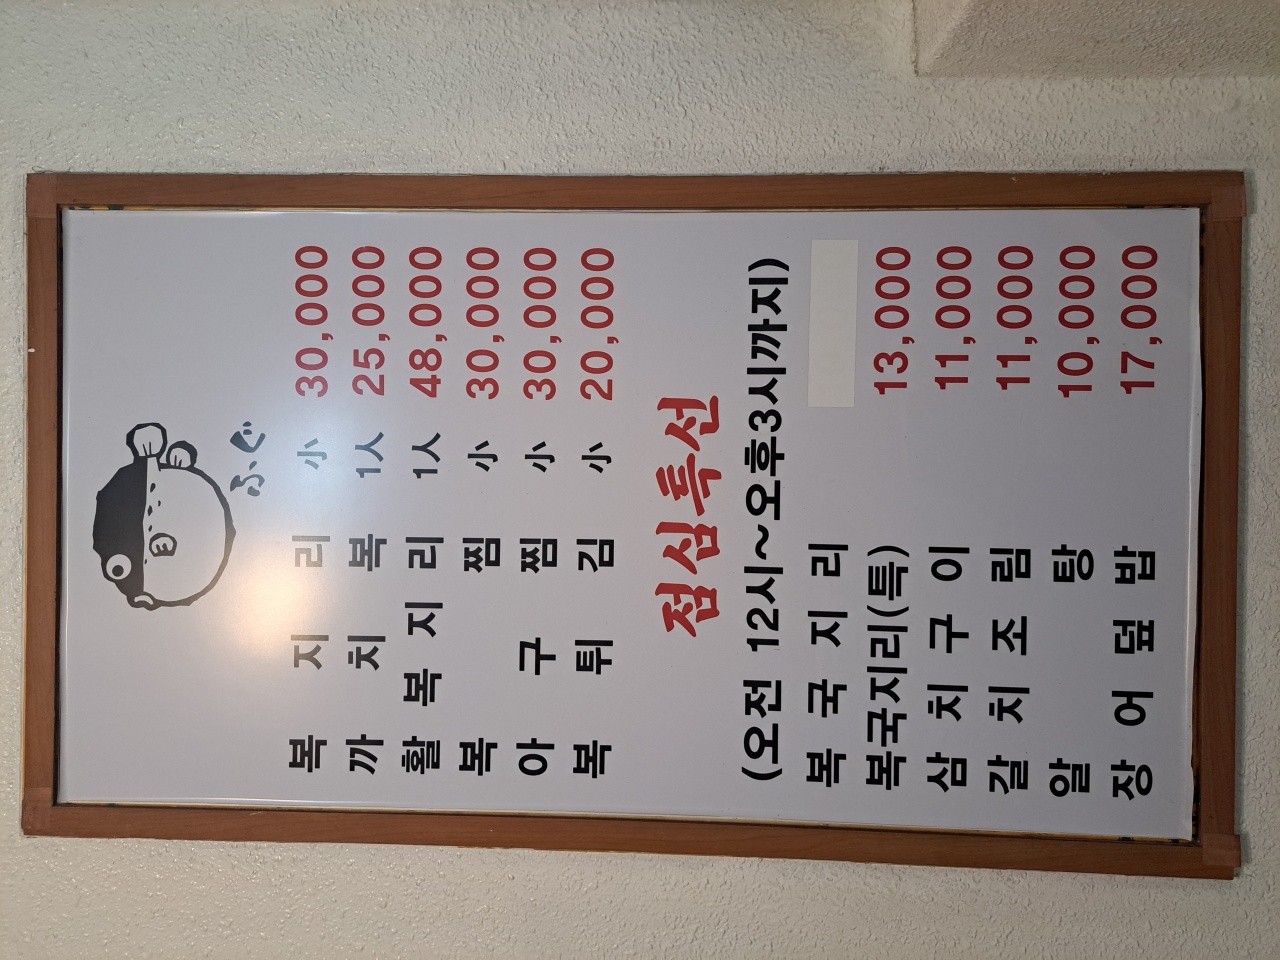 ふぐ
복지리 小 30,000
까치복 1人 25,000
활복지리 1人 48,000
복찜 小 30,000
아구찜 小 30,000
복튀김 小 20,000
점심특선
(오전 12시~오후3시까지)
복국지리
복국지리(특) 13,000
삼치구이 11,000
갈치조림 11,000
알탕 10,000
장어덮밥 17,000